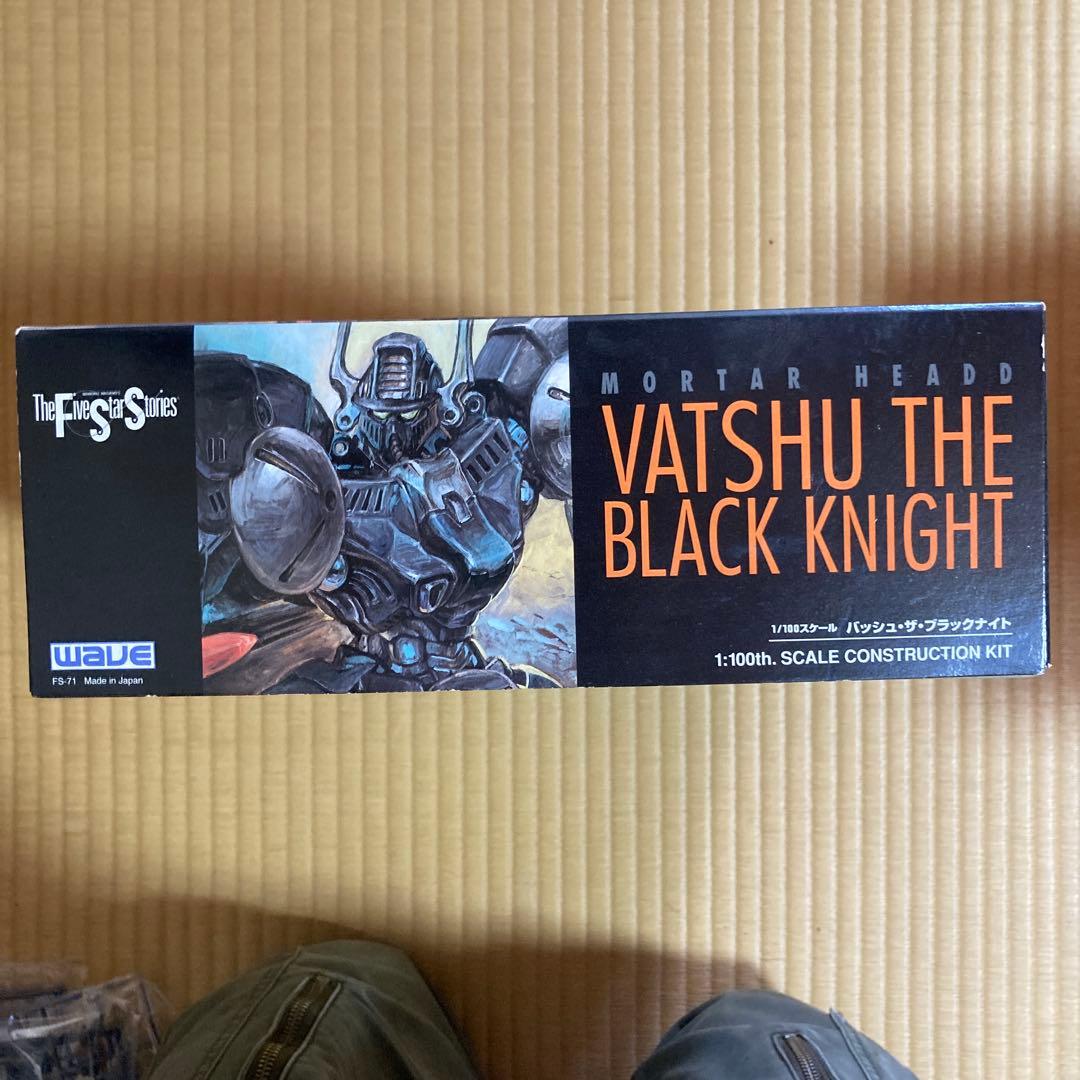 The Five Star Stories
MORTAR HEADD
VATSHU THE
BLACK KNIGHT
1/100スケール バッシュ・ザ・ブラックナイト
1:100th. SCALE CONSTRUCTION KIT
wave
FS-71 Made in Japan